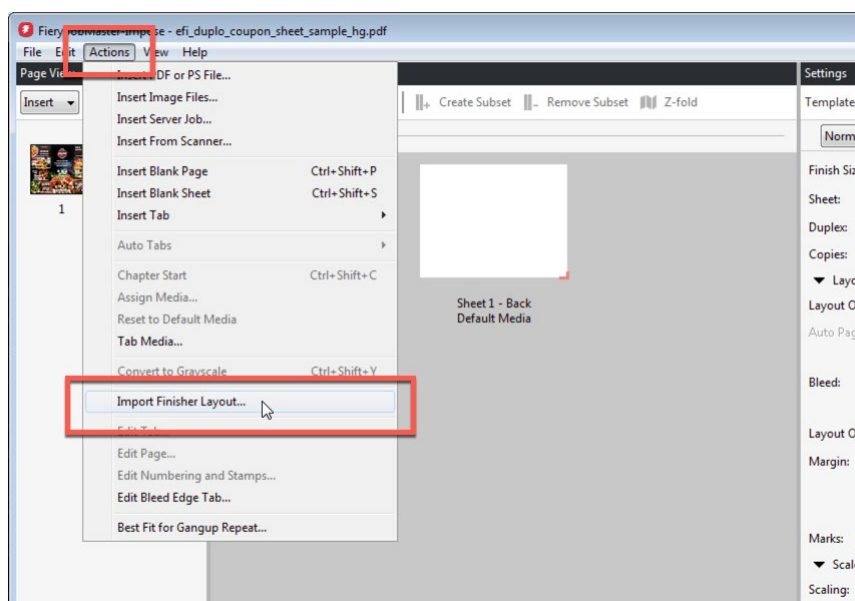 Fiery JobMaster-Impose - efi_duplo_coupon_sheet_sample_hg.pdf
File Edit Actions View Help
Page View
Settings
Insert
Create Subset Remove Subset Z-fold
Template
Norm
Insert PDF or PS File...
Insert Image Files...
Insert Server Job...
Insert From Scanner...
Insert Blank Page Ctrl+Shift+P
Insert Blank Sheet Ctrl+Shift+S
Insert Tab
Auto Tabs
Chapter Start Ctrl+Shift+C
Assign Media...
Reset to Default Media
Tab Media...
Convert to Grayscale Ctrl+Shift+Y
Import Finisher Layout...
Edit Tab...
Edit Page...
Edit Numbering and Stamps...
Edit Bleed Edge Tab...
Best Fit for Gangup Repeat...
1
Sheet 1 - Back
Default Media
Finish Siz
Sheet:
Duplex:
Copies:
Layo
Layout O
Auto Pag
Bleed:
Layout O
Margin:
Marks:
Scal
Scaling: